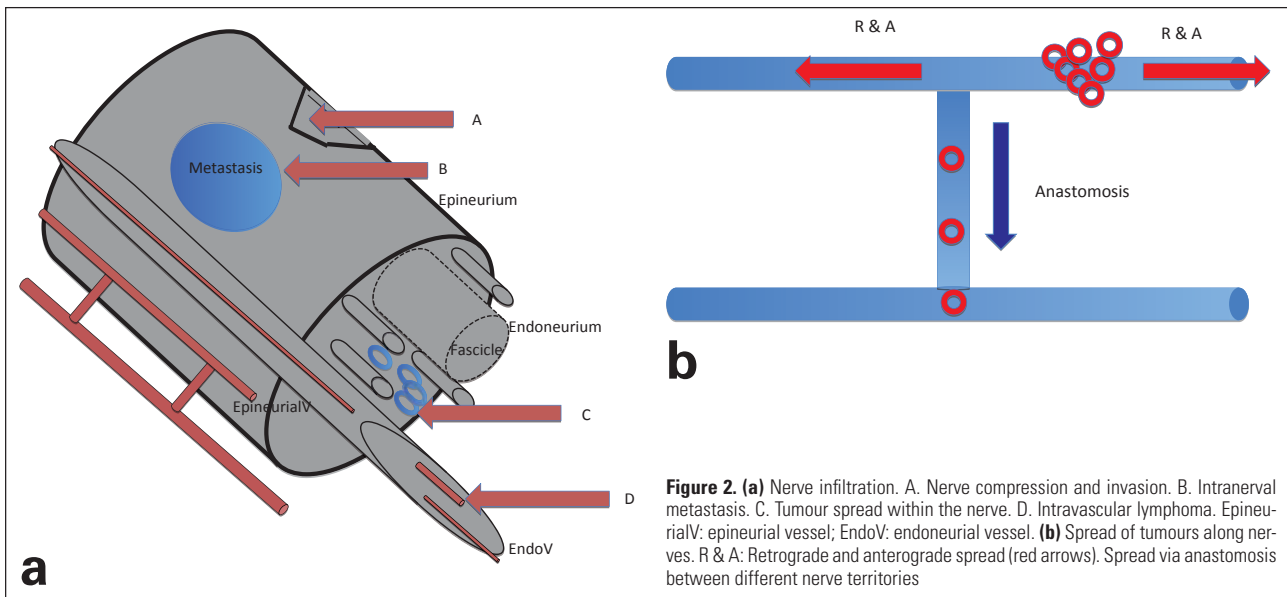 A
Metastasis
B
Epineurium
Endoneurium
Fascicle
EpineurialV
C
D
EndoV
a
R & A
R & A
Anastomosis
b
Figure 2. (a) Nerve infiltration. A. Nerve compression and invasion. B. Intranerval
metastasis. C. Tumour spread within the nerve. D. Intravascular lymphoma. Epineu-
rialV: epineurial vessel; EndoV: endoneurial vessel. (b) Spread of tumours along ner-
ves. R & A: Retrograde and anterograde spread (red arrows). Spread via anastomosis
between different nerve territories